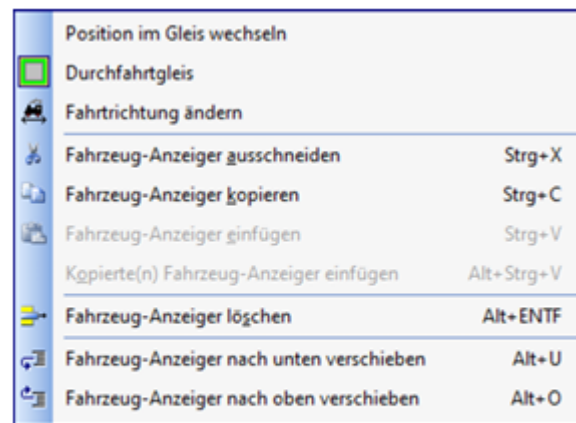 Position im Gleis wechseln
Durchfahrtgleis
Fahrtrichtung ändern
Fahrzeug-Anzeiger ausschneiden Strg+X
Fahrzeug-Anzeiger kopieren Strg+C
Fahrzeug-Anzeiger einfügen Strg+V
Kopierte(n) Fahrzeug-Anzeiger einfügen Alt+Strg+V
Fahrzeug-Anzeiger löschen Alt+ENTF
Fahrzeug-Anzeiger nach unten verschieben Alt+U
Fahrzeug-Anzeiger nach oben verschieben Alt+O